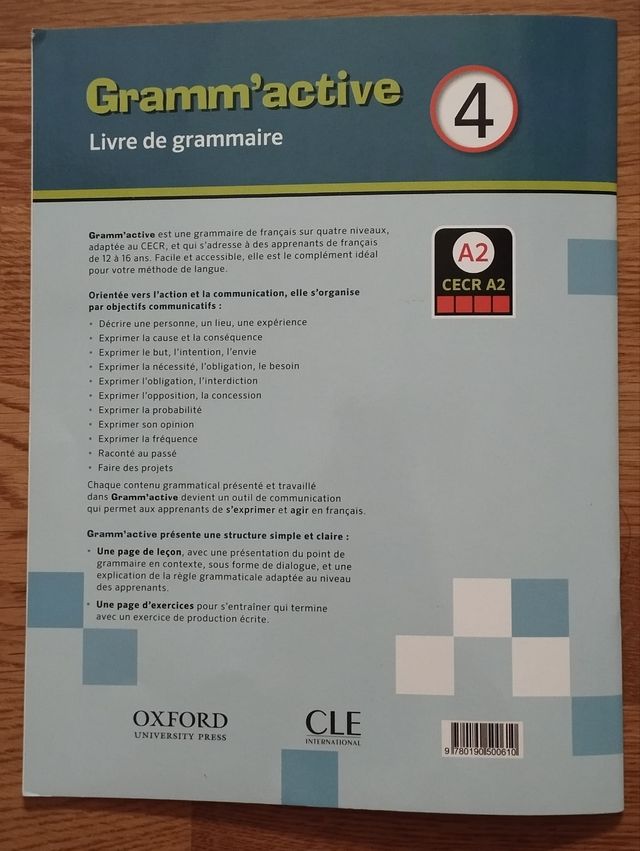 Gramm'active
4
Livre de grammaire
Gramm'active est une grammaire de français sur quatre niveaux,
adaptée au CECR, et qui s'adresse à des apprenants de français
de 12 à 16 ans. Facile et accessible, elle est le complément idéal
pour votre méthode de langue.
A2
CECR A2
Orientée vers l'action et la communication, elle s'organise
par objectifs communicatifs :
• Décrire une personne, un lieu, une expérience
• Exprimer la cause et la conséquence
• Exprimer le but, l'intention, l'envie
• Exprimer la nécessité, l'obligation, le besoin
• Exprimer l'obligation, l'interdiction
• Exprimer l'opposition, la concession
• Exprimer la probabilité
• Exprimer son opinion
• Exprimer la fréquence
• Raconté au passé
• Faire des projets
Chaque contenu grammatical présenté et travaillé
dans Gramm'active devient un outil de communication
qui permet aux apprenants de s'exprimer et agir en français.
Gramm'active présente une structure simple et claire :
• Une page de leçon, avec une présentation du point de
grammaire en contexte, sous forme de dialogue, et une
explication de la règle grammaticale adaptée au niveau
des apprenants.
• Une page d'exercices pour s'entraîner qui termine
avec un exercice de production écrite.
OXFORD
UNIVERSITY PRESS
CLE
INTERNATIONAL
9 780190 500610